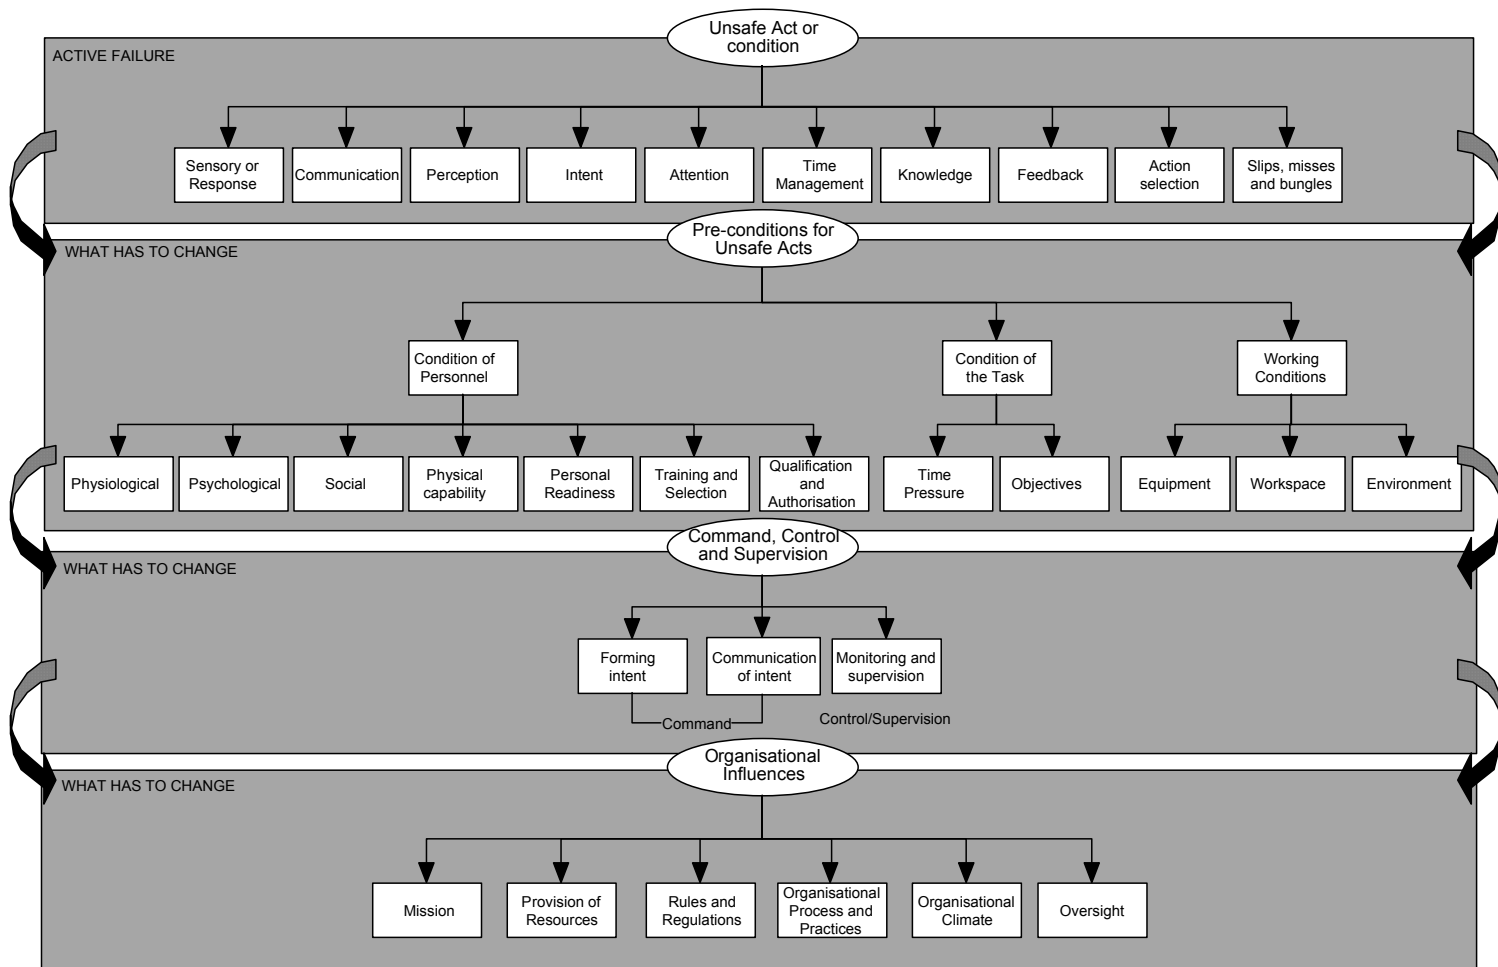 Unsafe Act or
condition
ACTIVE FAILURE
Sensory or
Response
Communication
Perception
Intent
Attention
Time
Management
Knowledge
Feedback
Action
selection
Slips, misses
and bungles
Pre-conditions for
Unsafe Acts
WHAT HAS TO CHANGE
Condition of
Personnel
Condition of
the Task
Working
Conditions
Physiological
Psychological
Social
Physical
capability
Personal
Readiness
Training and
Selection
Qualification
and
Authorisation
Time
Pressure
Objectives
Equipment
Workspace
Environment
Command, Control
and Supervision
WHAT HAS TO CHANGE
Forming
intent
Communication
of intent
Monitoring and
supervision
Command
Control/Supervision
Organisational
Influences
WHAT HAS TO CHANGE
Mission
Provision of
Resources
Rules and
Regulations
Organisational
Process and
Practices
Organisational
Climate
Oversight